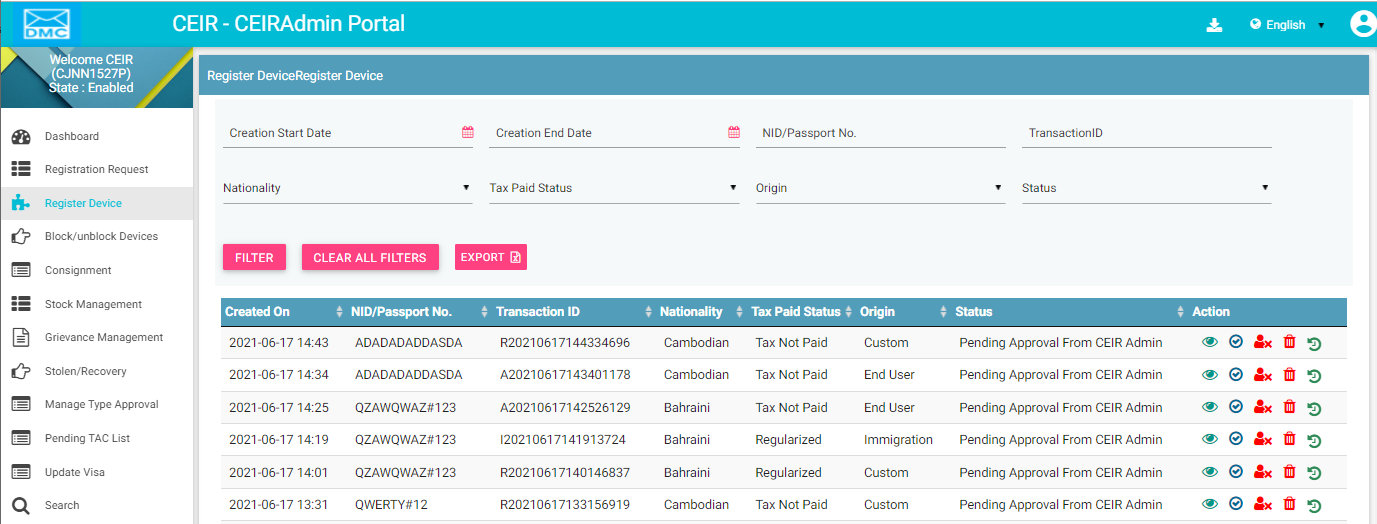 DMC
CEIR - CEIRAdmin Portal
English
Welcome CEIR
(CJNN1527P)
State : Enabled
Register DeviceRegister Device
Dashboard
Registration Request
Register Device
Block/unblock Devices
Consignment
Stock Management
Grievance Management
Stolen/Recovery
Manage Type Approval
Pending TAC List
Update Visa
Search
Creation Start Date Creation End Date NID/Passport No. TransactionID
Nationality Tax Paid Status Origin Status
FILTER CLEAR ALL FILTERS EXPORT
Created On NID/Passport No. Transaction ID Nationality Tax Paid Status Origin Status Action
2021-06-17 14:43 ADADADADDASDA R20210617144334696 Cambodian Tax Not Paid Custom Pending Approval From CEIR Admin
2021-06-17 14:34 ADADADADDASDA A20210617143401178 Cambodian Tax Not Paid End User Pending Approval From CEIR Admin
2021-06-17 14:25 QZAWQWAZ#123 A20210617142526129 Bahraini Tax Not Paid End User Pending Approval From CEIR Admin
2021-06-17 14:19 QZAWQWAZ#123 I20210617141913724 Bahraini Regularized Immigration Pending Approval From CEIR Admin
2021-06-17 14:01 QZAWQWAZ#123 R20210617140146837 Bahraini Regularized Custom Pending Approval From CEIR Admin
2021-06-17 13:31 QWERTY#12 R20210617133156919 Cambodian Tax Not Paid Custom Pending Approval From CEIR Admin